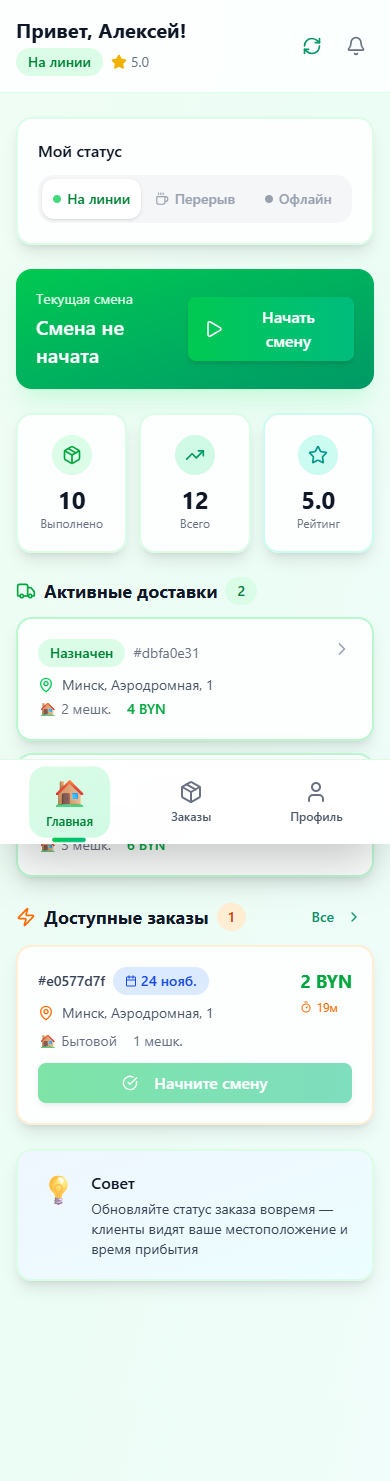 Привет, Алексей!
На линии 5.0
Мой статус
На линии Перерыв Офлайн
Текущая смена
Смена не
начата
Начать
смену
10 12 5.0
Выполнено Всего Рейтинг
Активные доставки 2
Назначен #dbfa0e31
Минск, Аэродромная, 1
2 мешк. 4 BYN
Главная Заказы Профиль
3 мешк. 6 BYN
Доступные заказы 1 Все
#e0577d7f 24 нояб. 2 BYN
Минск, Аэродромная, 1 19м
Бытовой 1 мешк.
Начните смену
Совет
Обновляйте статус заказа вовремя —
клиенты видят ваше местоположение и
время прибытия